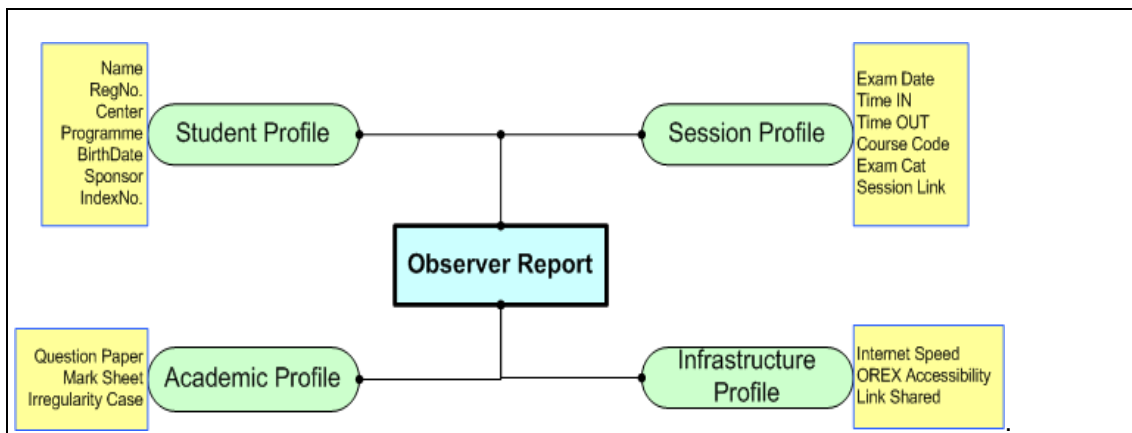 Name
RegNo.
Center
Programme
BirthDate
Sponsor
IndexNo.
Student Profile
Session Profile
Exam Date
Time IN
Time OUT
Course Code
Exam Cat
Session Link
Observer Report
Question Paper
Mark Sheet
Irregularity Case
Academic Profile
Infrastructure
Profile
Internet Speed
OREX Accessibility
Link Shared
.